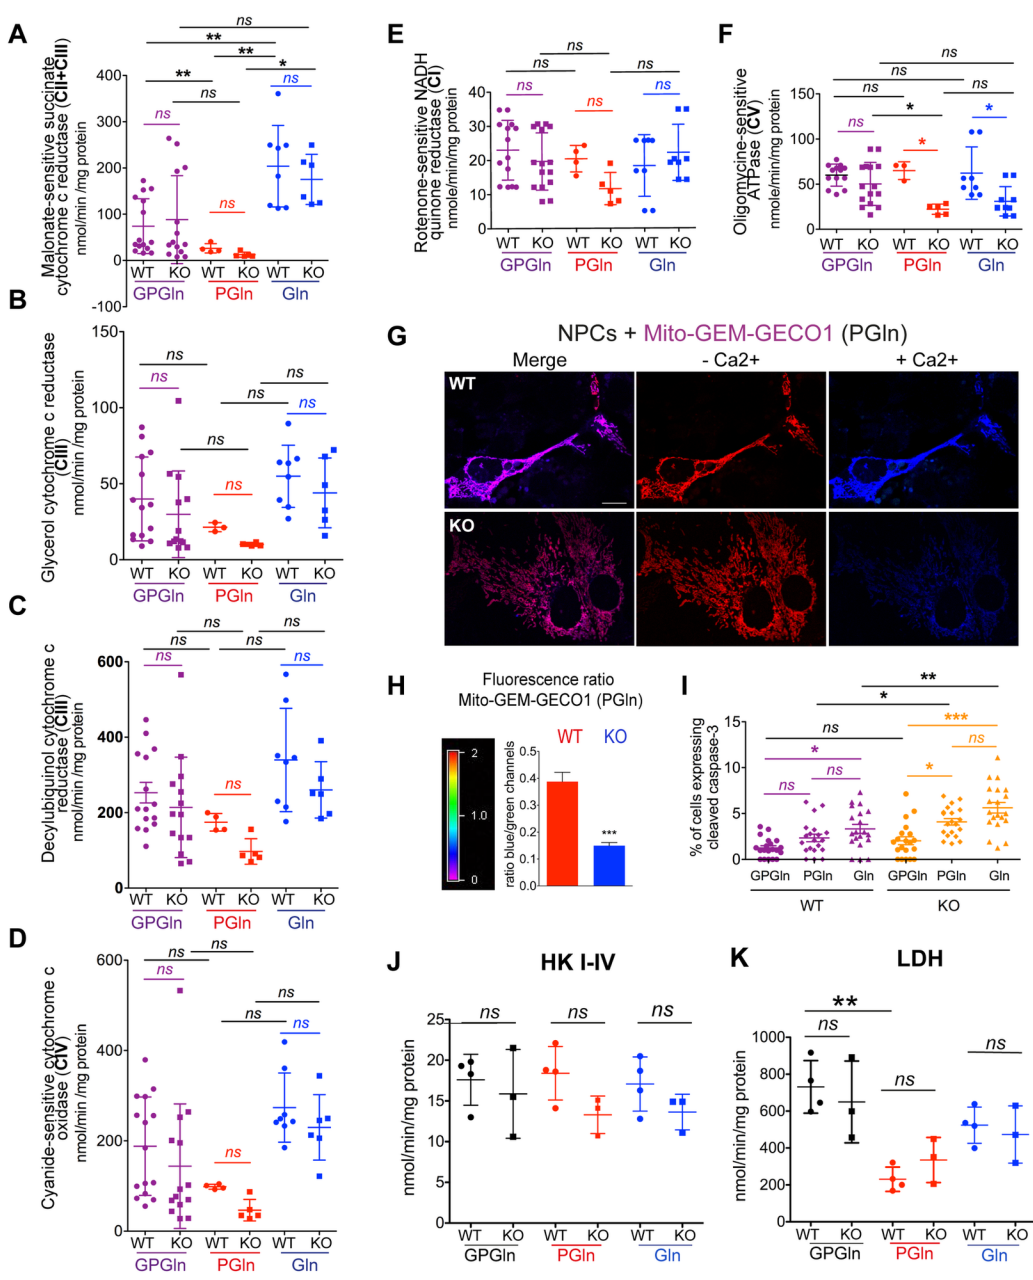 A
Malonate-sensitive succinate
cytochrome c reductase (CII+CIII)
nmol/min /mg protein
400
300
200
100
0
-100
ns
**
**
**
*
ns
ns
ns
ns
WT KO WT KO WT KO
GPGln PGln Gln
B
Glycerol cytochrome c reductase
(CIII)
nmol/min /mg protein
150
100
50
0
ns
ns
ns
ns
ns
ns
ns
WT KO WT KO WT KO
GPGln PGln Gln
C
Decylubiquinol cytochrome c
reductase (CIII)
nmol/min /mg protein
600
400
200
0
ns
ns
ns
ns
ns
ns
ns
WT KO WT KO WT KO
GPGln PGln Gln
D
Cyanide-sensitive cytochrome c
oxidase (CIV)
nmol/min /mg protein
600
400
200
0
ns
ns
ns
ns
ns
ns
ns
WT KO WT KO WT KO
GPGln PGln Gln
E
Rotenone-sensitive NADH
quinone reductase (CI)
nmole/min/mg protein
40
30
20
10
0
ns
ns
ns
ns
ns
ns
WT KO WT KO WT KO
GPGln PGln Gln
F
Oligomycine-sensitive
ATPase (CV)
nmole/min/mg protein
150
100
50
0
ns
ns
ns
*
ns
*
*
WT KO WT KO WT KO
GPGln PGln Gln
G
NPCs + Mito-GEM-GECO1 (PGln)
Merge - Ca2+ + Ca2+
WT
KO
H
Fluorescence ratio
Mito-GEM-GECO1 (PGln)
2
1.0
0
ratio blue/green channels
0.5
0.4
0.3
0.2
0.1
0.0
WT KO
***
I
% of cells expressing
cleaved caspase-3
15
10
5
0
**
*
ns
***
*
ns
ns
*
ns
GPGln PGln Gln GPGln PGln Gln
WT KO
J
HK I-IV
nmol/min/mg protein
25
20
15
10
5
0
ns ns ns
WT KO WT KO WT KO
GPGln PGln Gln
K
LDH
nmol/min/mg protein
1000
800
600
400
200
0
**
ns
ns
ns
WT KO WT KO WT KO
GPGln PGln Gln